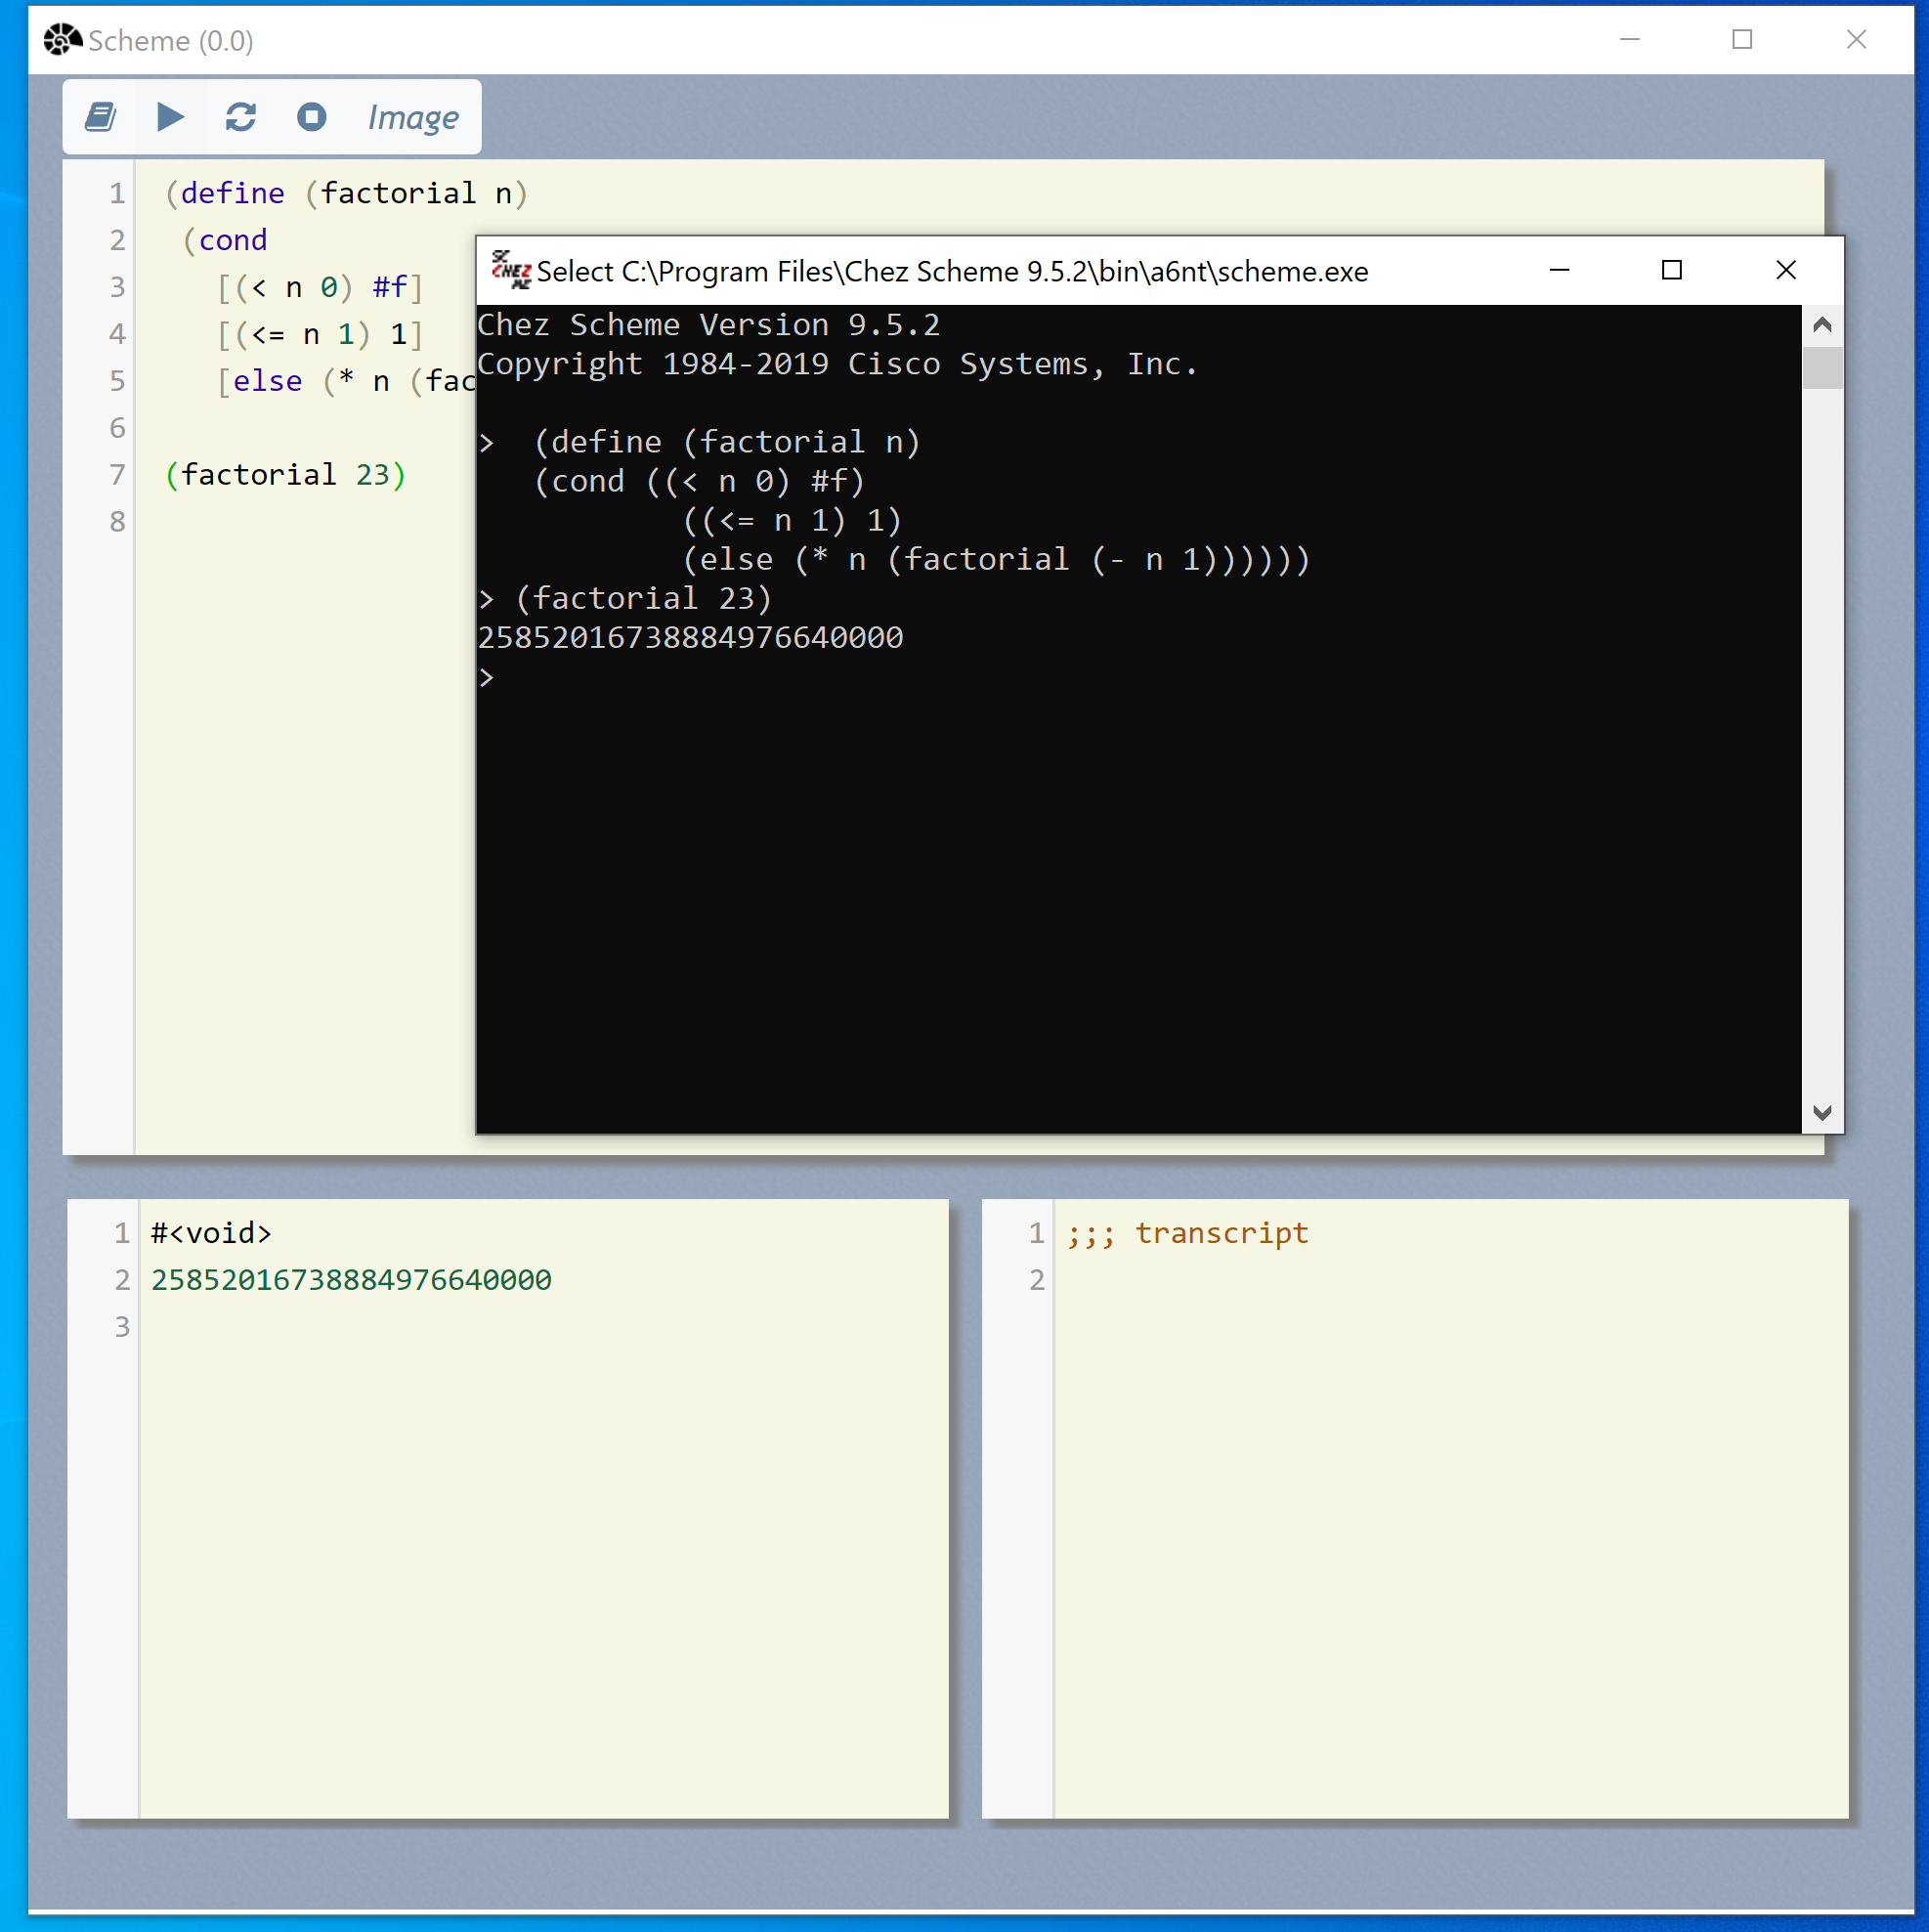 Scheme (0.0)
Image
1 (define (factorial n)
2 (cond
3 [(< n 0) #f]
4 [(<= n 1) 1]
5 [else (* n (fac
6
7 (factorial 23)
8
SC CHEZ ME Select C:\Program Files\Chez Scheme 9.5.2\bin\a6nt\scheme.exe
Chez Scheme Version 9.5.2
Copyright 1984-2019 Cisco Systems, Inc.
> (define (factorial n)
(cond ((< n 0) #f)
((<= n 1) 1)
(else (* n (factorial (- n 1))))))
> (factorial 23)
25852016738884976640000
>
1 #<void>
2 25852016738884976640000
3
1 ;;; transcript
2